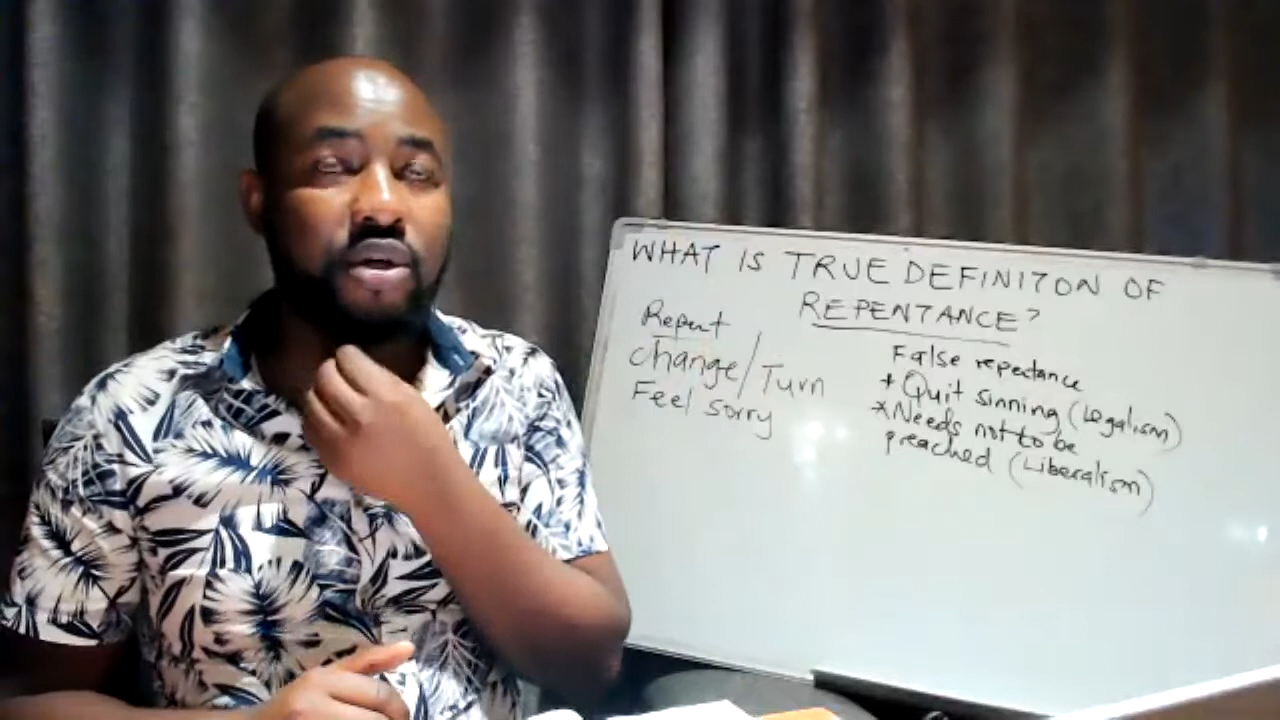 WHAT IS TRUE DEFINITON OF
REPENTANCE?
Repent
Change/Turn
Feel sorry
False repentance
* Quit sinning (Legalism)
* Needs not to be
preached (Liberalism)